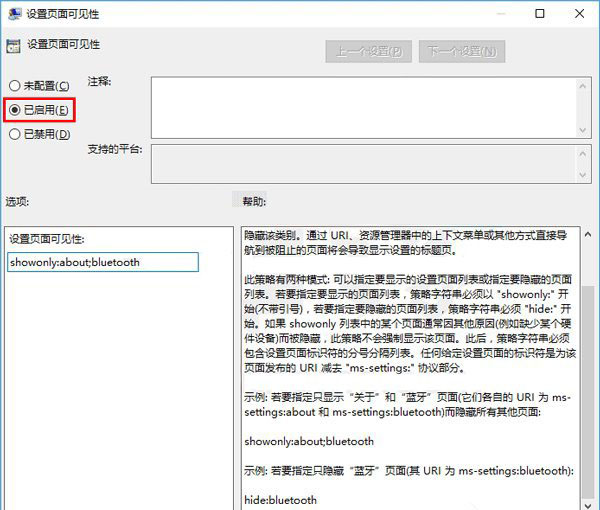 设置页面可见性
设置页面可见性
上一个设置(P)
下一个设置(N)
未配置(C)
注释:
已启用(E)
已禁用(D)
支持的平台:
选项:
帮助:
设置页面可见性:
showonly:about;bluetooth
隐藏该类别。通过 URI、资源管理器中的上下文菜单或其他方式直接导
航到被阻止的页面将会导致显示设置的标题页。
此策略有两种模式: 可以指定要显示的设置页面列表或指定要隐藏的页面
列表。若要指定要显示的页面列表，策略字符串必须以 "showonly:" 开
始(不带引号)，若要指定要隐藏的页面列表，策略字符串必须 "hide:" 开
始。如果 showonly 列表中的某个页面通常因其他原因(例如缺少某个硬
件设备)而被隐藏，此策略不会强制显示该页面。此后，策略字符串必须
包含设置页面标识符的分号分隔列表。任何给定设置页面的标识符是为该
页面发布的 URI 减去 "ms-settings:" 协议部分。
示例: 若要指定只显示“关于”和“蓝牙”页面(它们各自的 URI 为 ms-
settings:about 和 ms-settings:bluetooth)而隐藏所有其他页面:
showonly:about;bluetooth
示例: 若要指定只隐藏“蓝牙”页面(其 URI 为 ms-settings:bluetooth):
hide:bluetooth